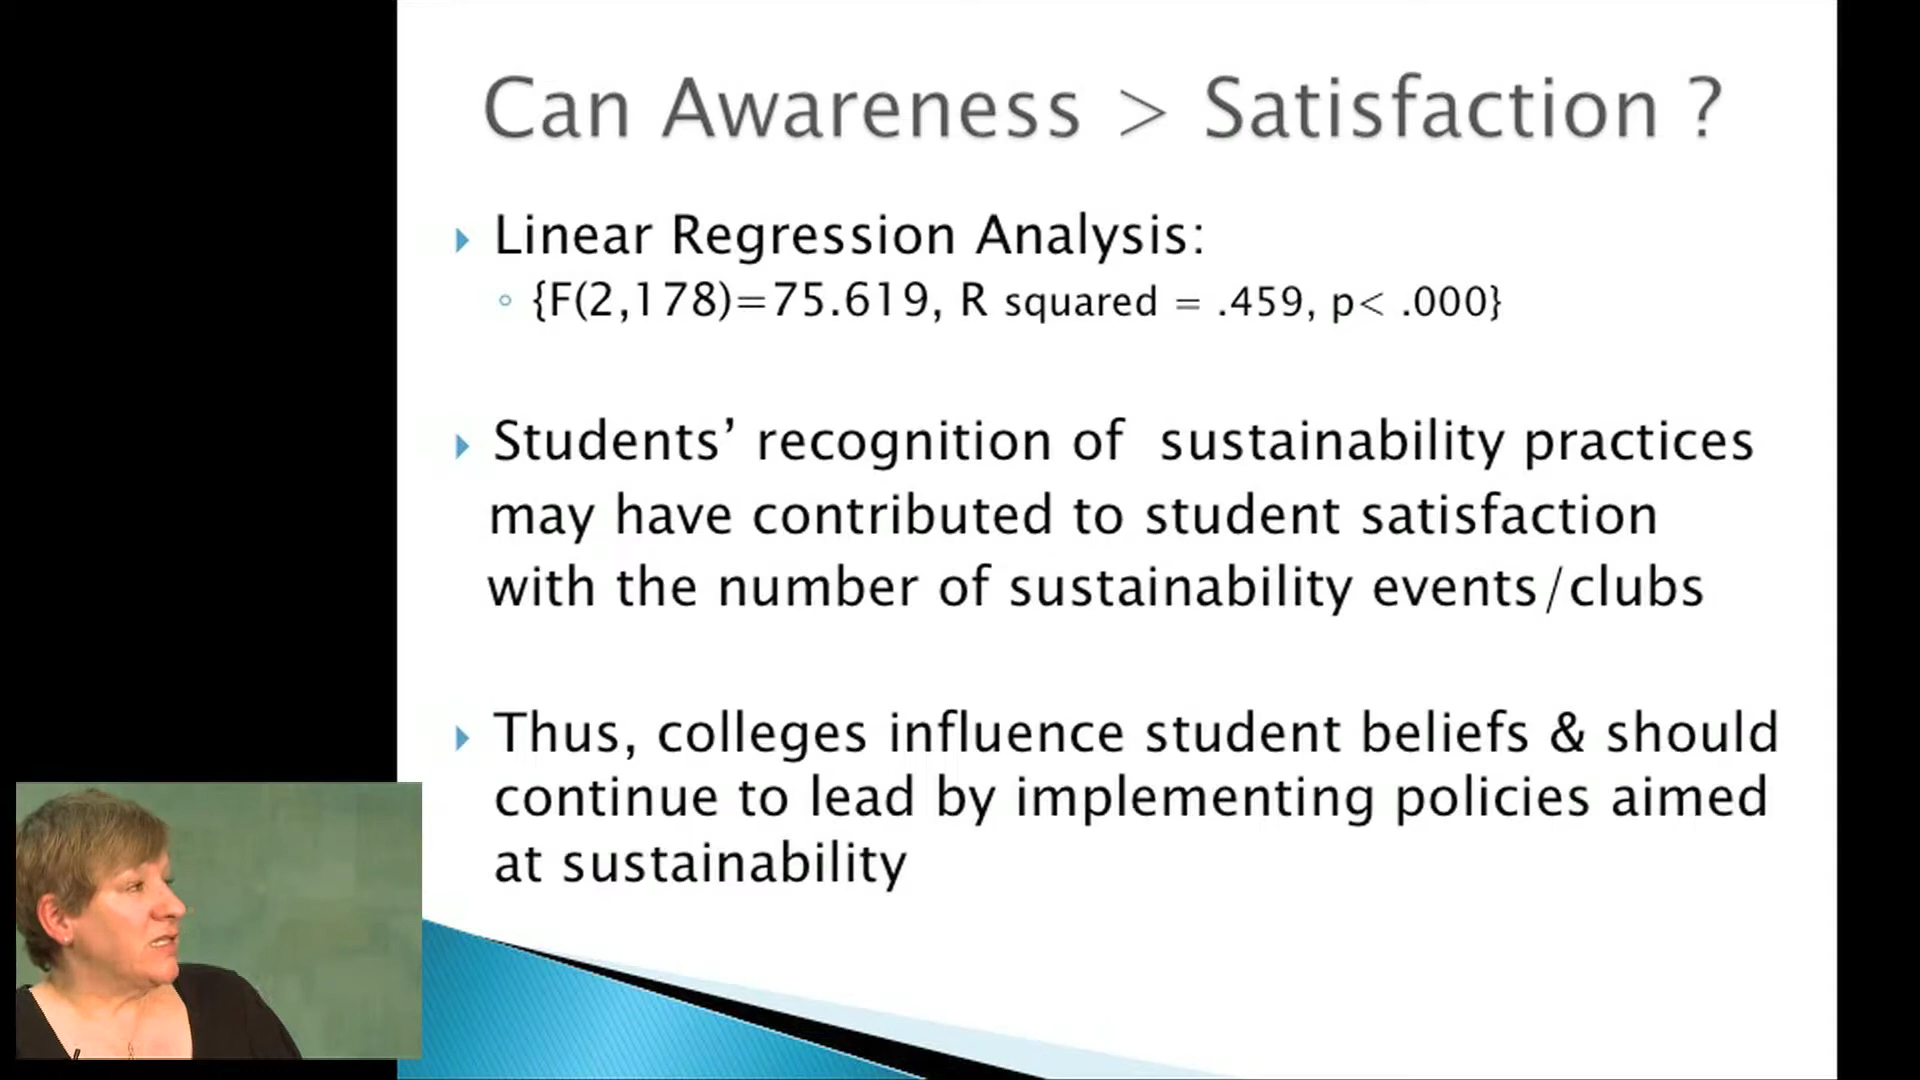 Can Awareness > Satisfaction ?
Linear Regression Analysis:
{F(2,178)=75.619, R squared = .459, p< .000}
Students’ recognition of sustainability practices
may have contributed to student satisfaction
with the number of sustainability events/clubs
Thus, colleges influence student beliefs & should
continue to lead by implementing policies aimed
at sustainability